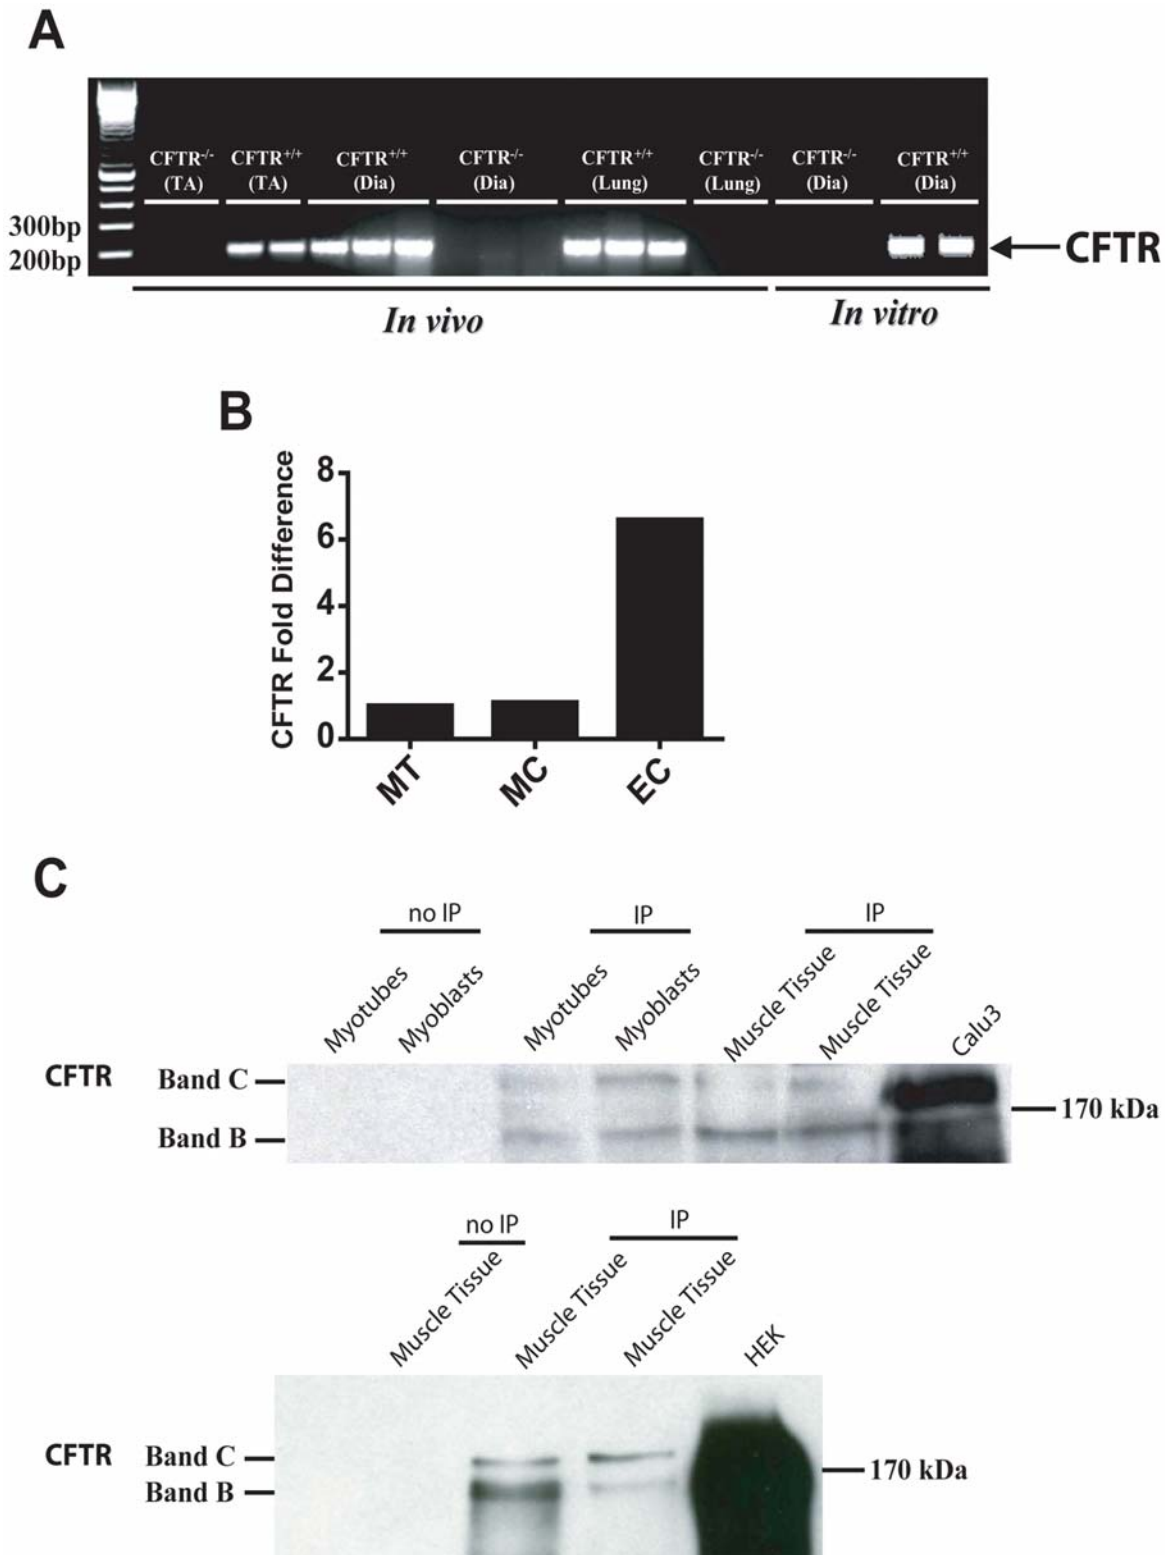 A
CFTR-/- CFTR+/+ CFTR+/+ CFTR-/- CFTR+/+ CFTR-/- CFTR-/- CFTR+/+
(TA) (TA) (Dia) (Dia) (Lung) (Lung) (Dia) (Dia)
300bp
200bp
CFTR
In vivo
In vitro
B
CFTR Fold Difference
8
6
4
2
0
MT MC EC
C
no IP IP IP
Myotubes Myoblasts Myotubes Myoblasts Muscle Tissue Muscle Tissue Calu3
CFTR Band C
170 kDa
Band B
no IP IP
Muscle Tissue Muscle Tissue Muscle Tissue HEK
CFTR Band C
170 kDa
Band B